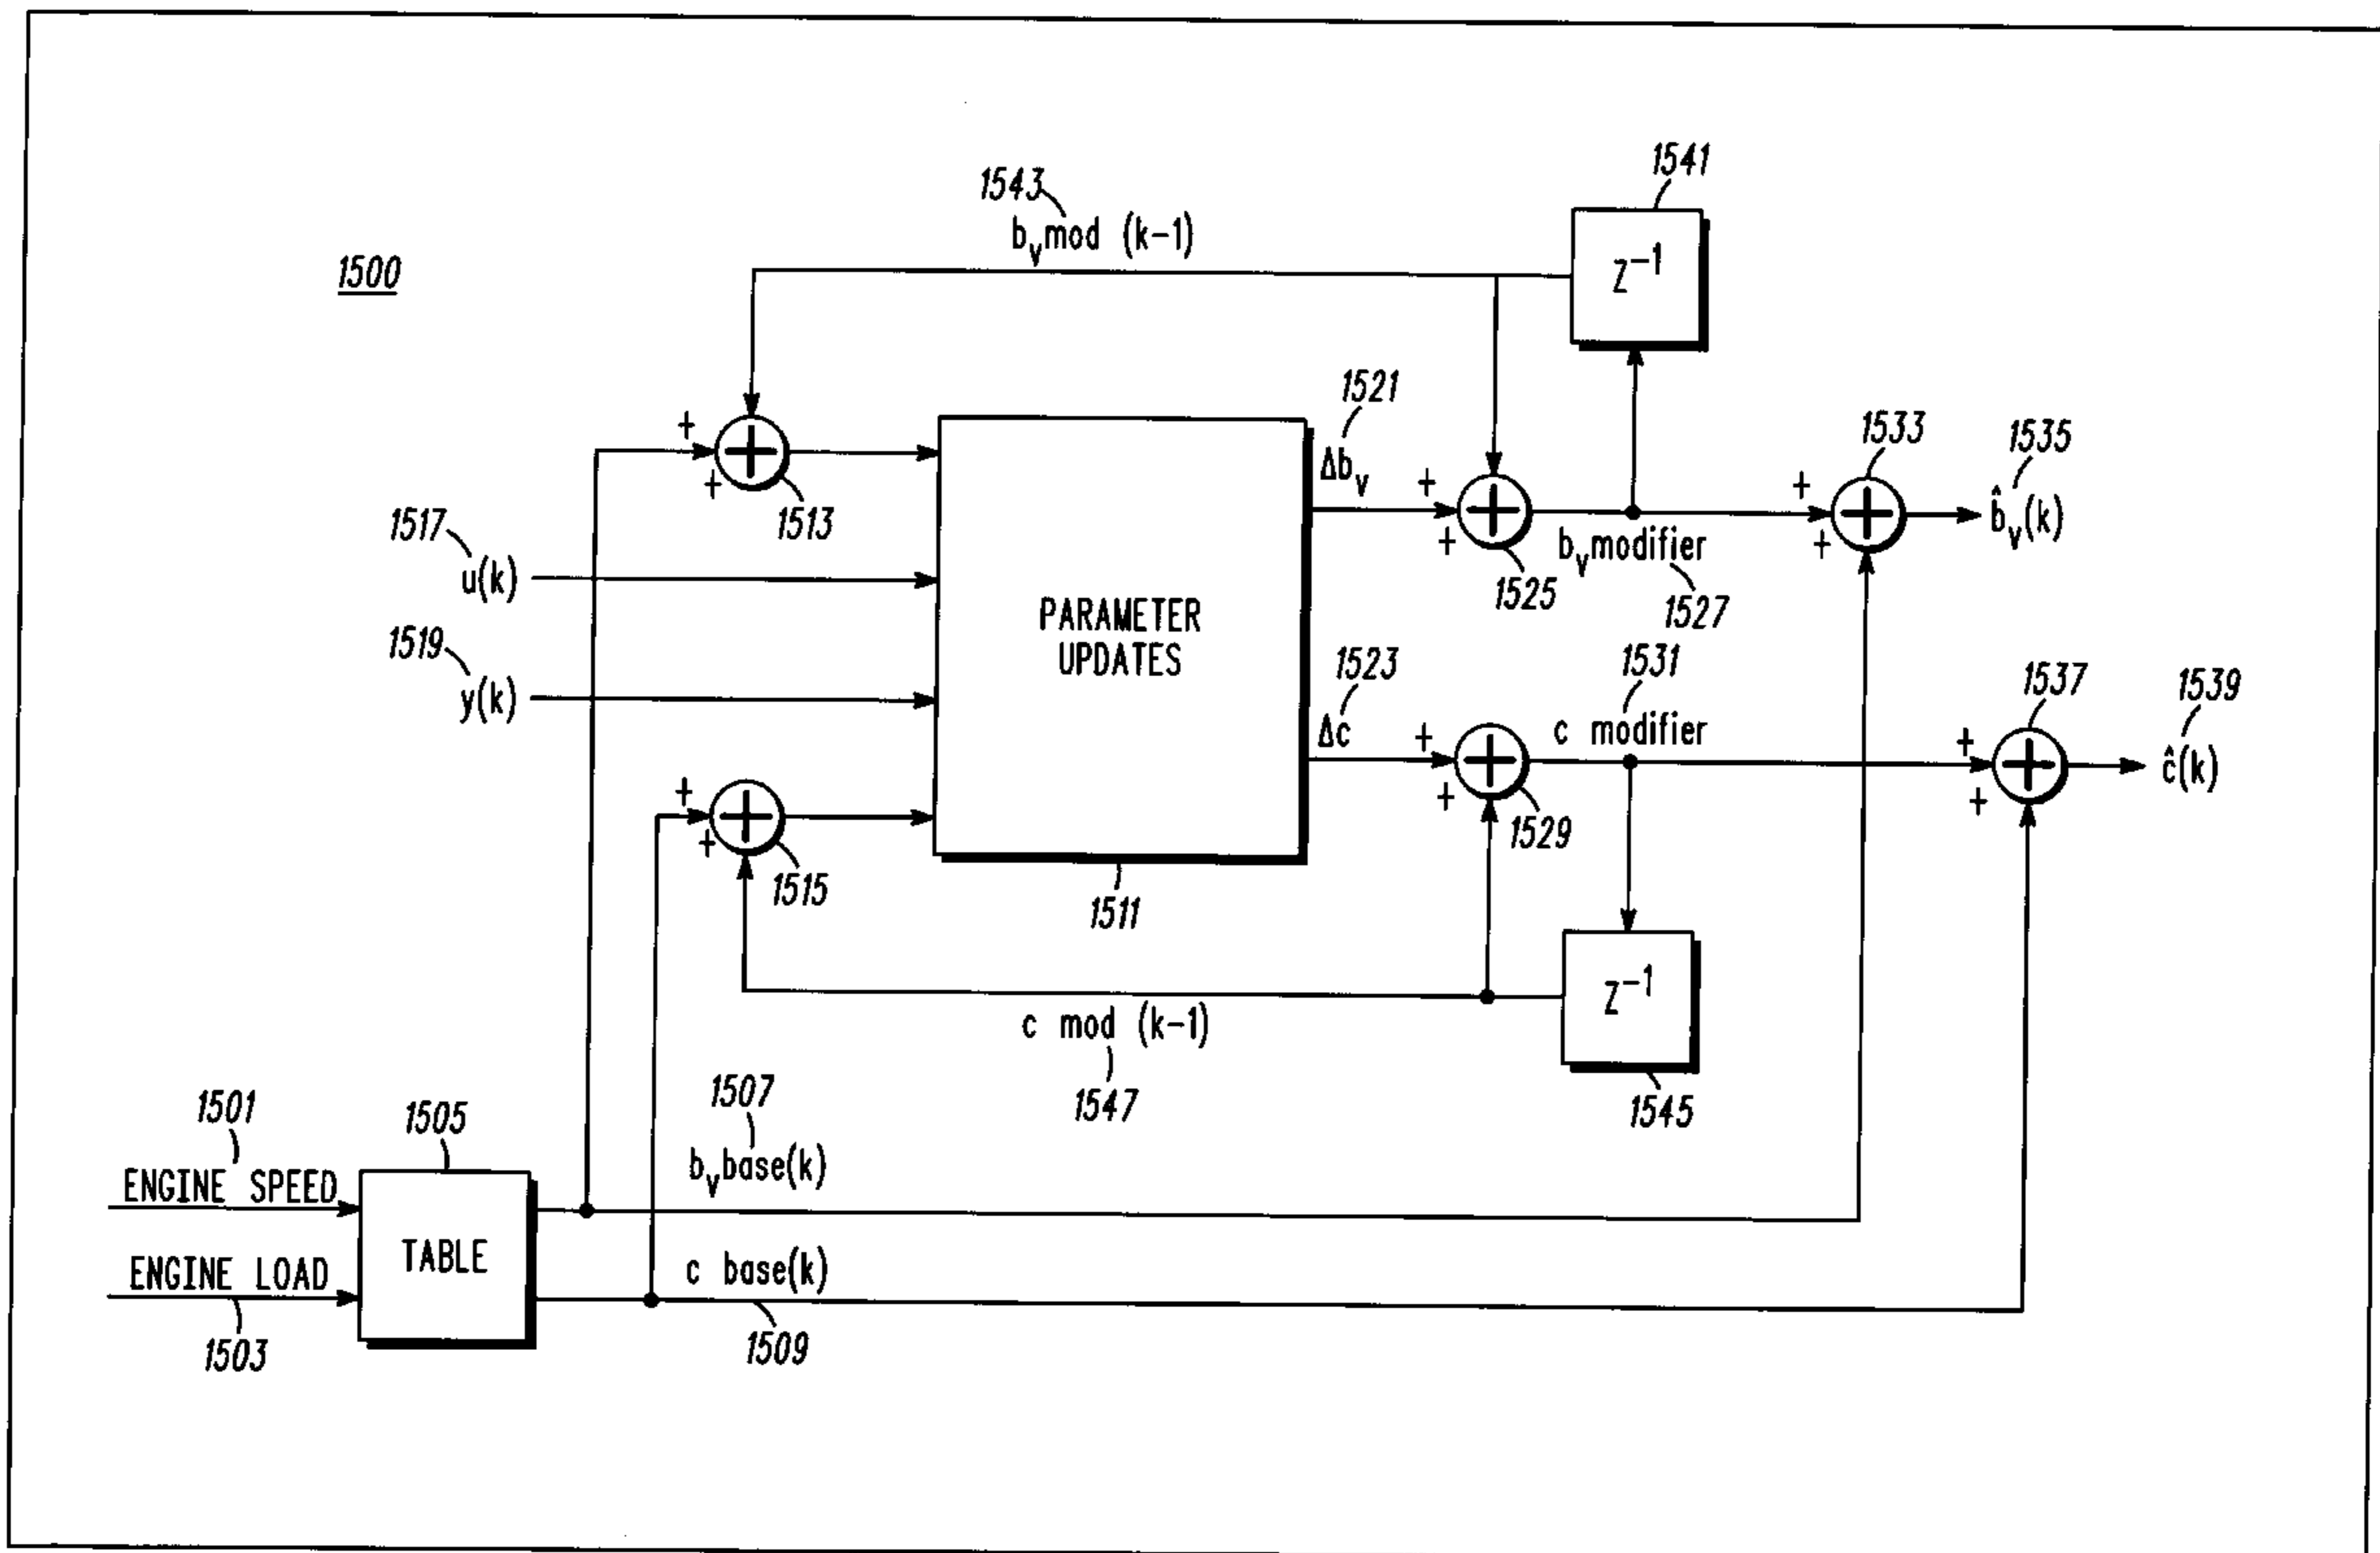 1541
1543
b_v mod (k-1)
Z⁻¹
1500
1521
Δb_v
1533
1535
b̂_v(k)
+
+
1513
+
+
1525
b_v modifier
1527
+
+
1517
u(k)
PARAMETER
UPDATES
1519
y(k)
1523
Δc
1531
c modifier
1537
1539
ĉ(k)
+
+
1529
+
+
+
+
1515
1511
c mod (k-1)
1547
Z⁻¹
1545
1501
ENGINE SPEED
1505
1507
b_v base(k)
TABLE
ENGINE LOAD
1503
c base(k)
1509